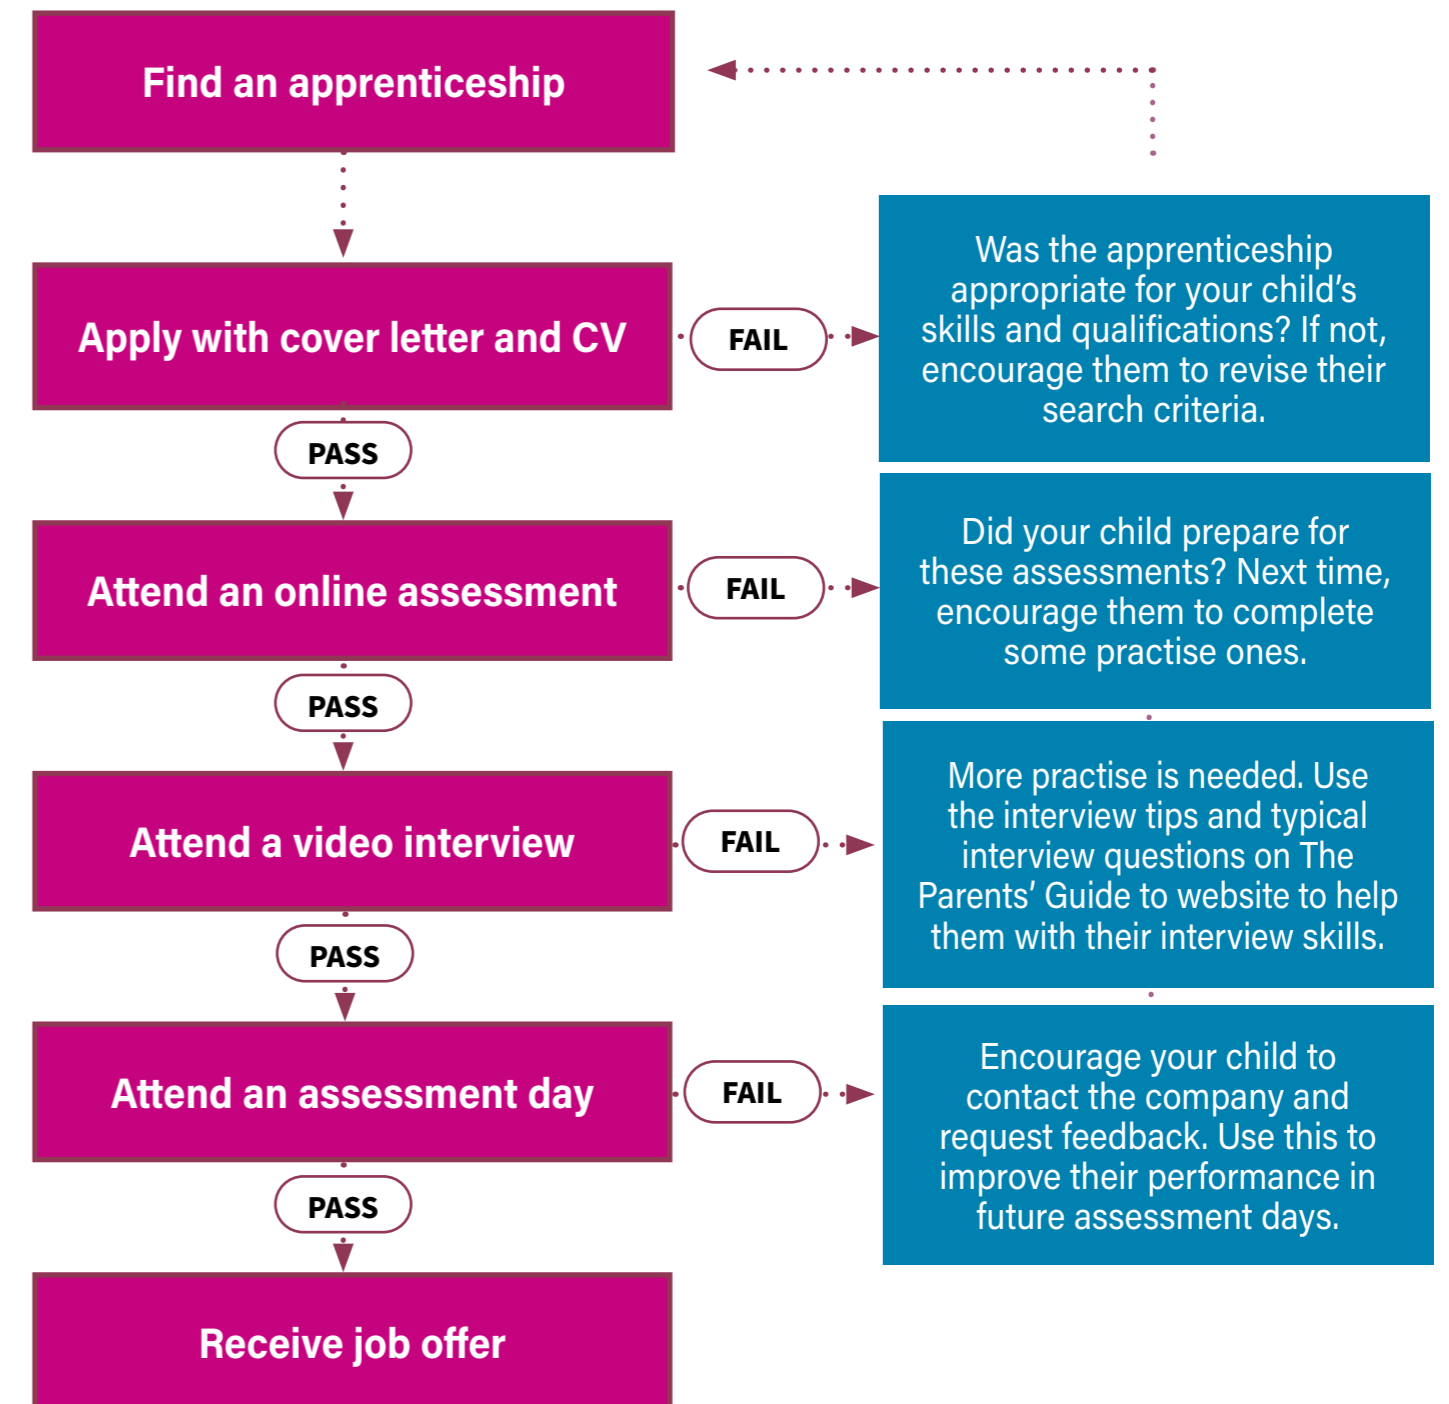 Find an apprenticeship
Apply with cover letter and CV
FAIL
Was the apprenticeship
appropriate for your child’s
skills and qualifications? If not,
encourage them to revise their
search criteria.
PASS
Attend an online assessment
FAIL
Did your child prepare for
these assessments? Next time,
encourage them to complete
some practise ones.
PASS
Attend a video interview
FAIL
More practise is needed. Use
the interview tips and typical
interview questions on The
Parents’ Guide to website to help
them with their interview skills.
PASS
Attend an assessment day
FAIL
Encourage your child to
contact the company and
request feedback. Use this to
improve their performance in
future assessment days.
PASS
Receive job offer